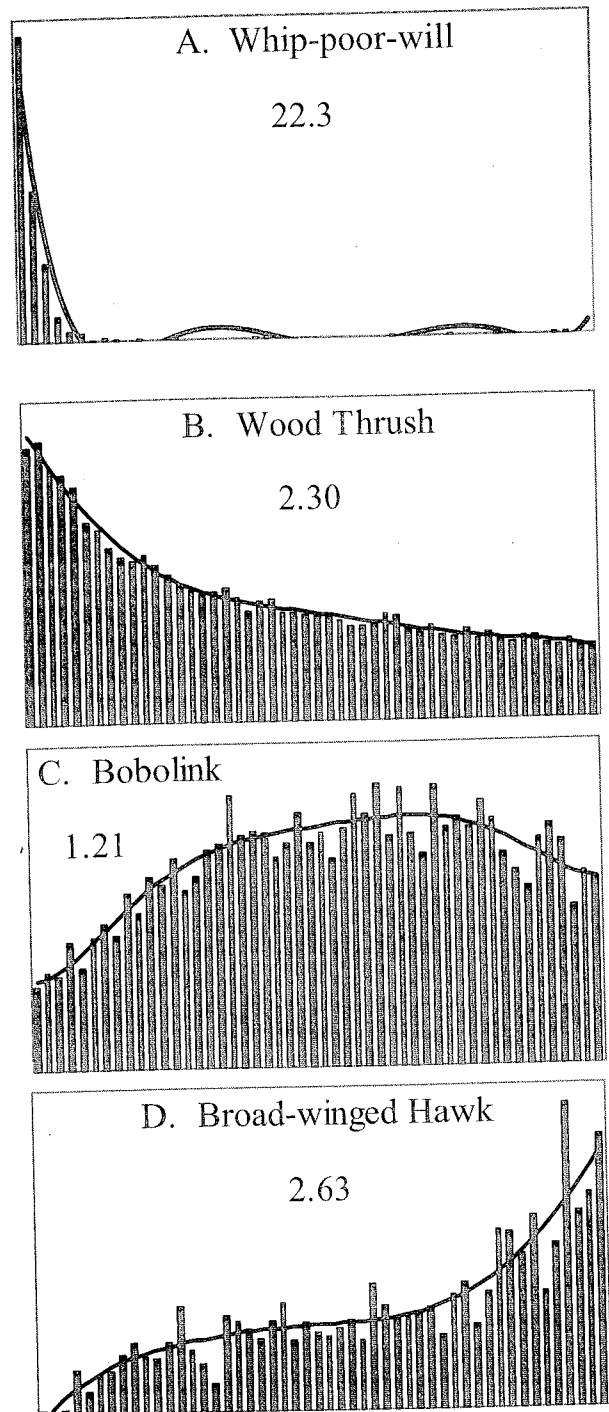 A. Whip-poor-will
22.3
B. Wood Thrush
2.30
C. Bobolink
1.21
D. Broad-winged Hawk
2.63